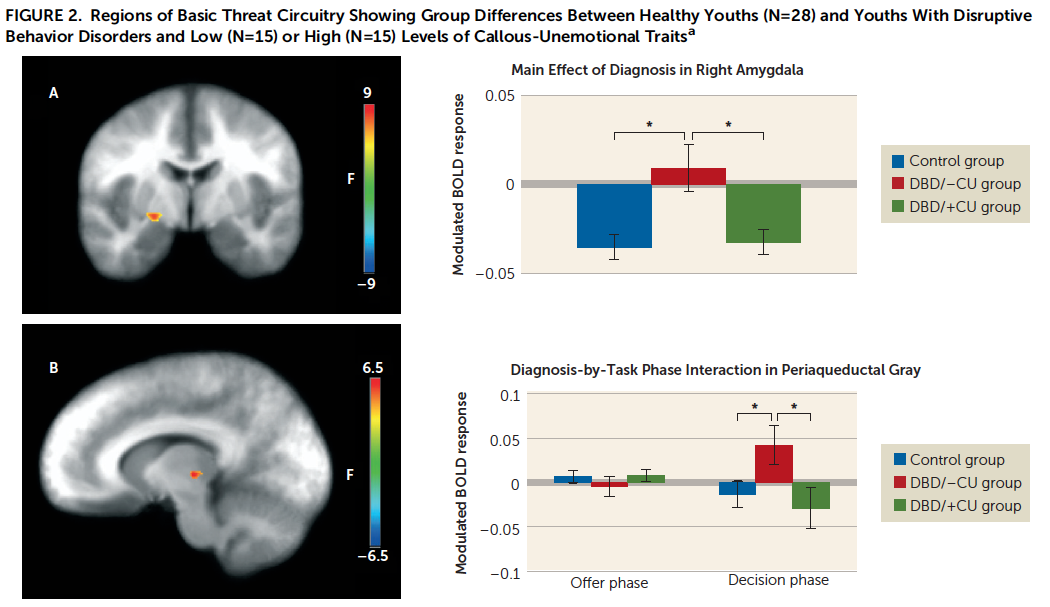 FIGURE 2. Regions of Basic Threat Circuitry Showing Group Differences Between Healthy Youths (N=28) and Youths With Disruptive
Behavior Disorders and Low (N=15) or High (N=15) Levels of Callous-Unemotional Traitsª
A
9
F
−9
Main Effect of Diagnosis in Right Amygdala
Modulated BOLD response
0.05
0
−0.05
* *
Control group
DBD/−CU group
DBD/+CU group
B
6.5
F
−6.5
Diagnosis-by-Task Phase Interaction in Periaqueductal Gray
Modulated BOLD response
0.1
0.05
0
−0.05
−0.1
* *
Offer phase
Decision phase
Control group
DBD/−CU group
DBD/+CU group